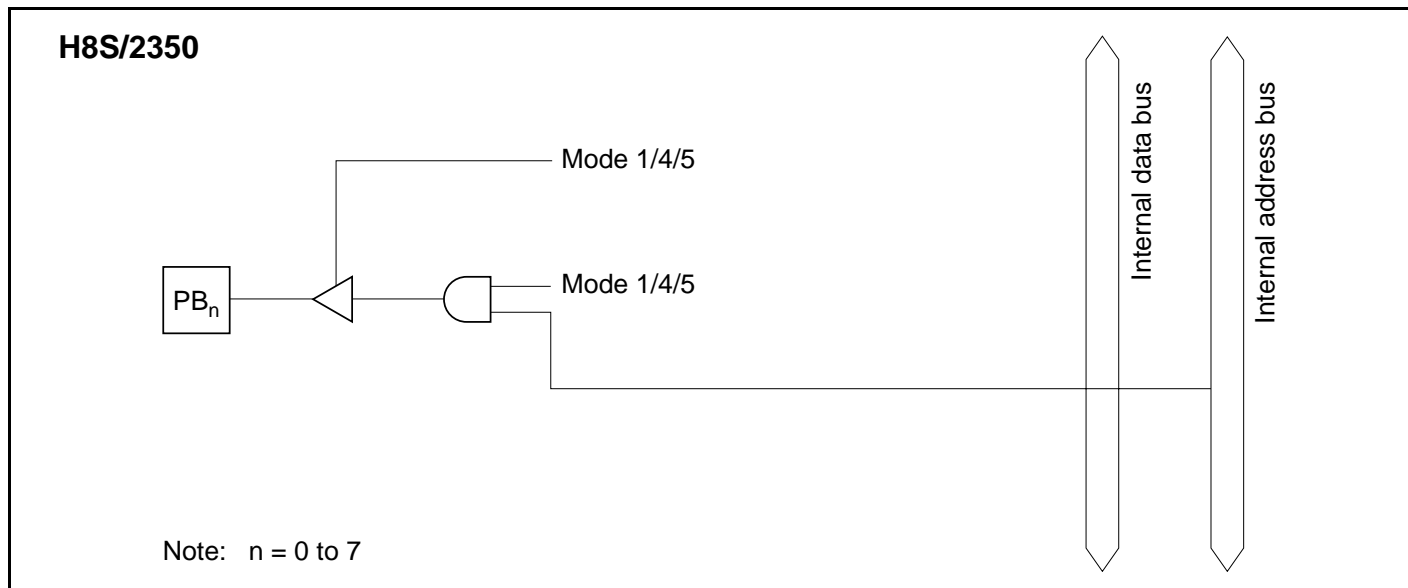 H8S/2350
Mode 1/4/5
Mode 1/4/5
PBn
Internal data bus
Internal address bus
Note: n = 0 to 7